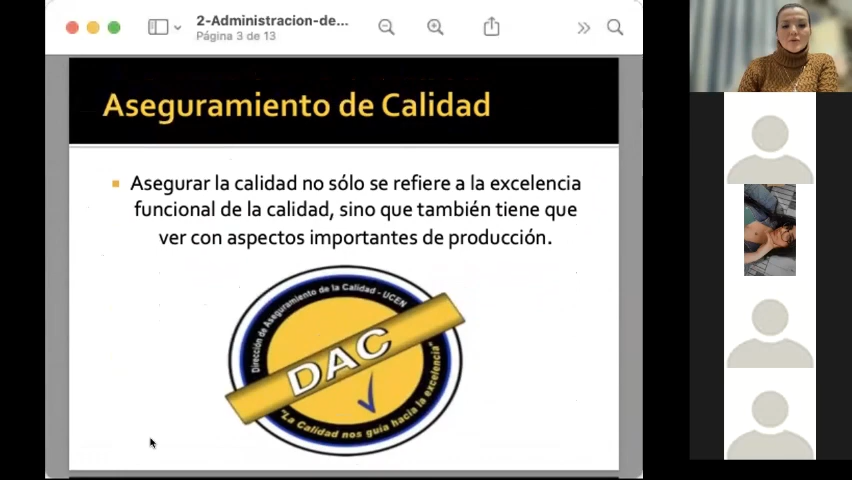 2-Administracion-de...
Página 3 de 13
Aseguramiento de Calidad
Asegurar la calidad no sólo se refiere a la excelencia
funcional de la calidad, sino que también tiene que
ver con aspectos importantes de producción.
Dirección de Aseguramiento de la Calidad - UCEN
DAC
"La Calidad nos guia hacia la excelencia"